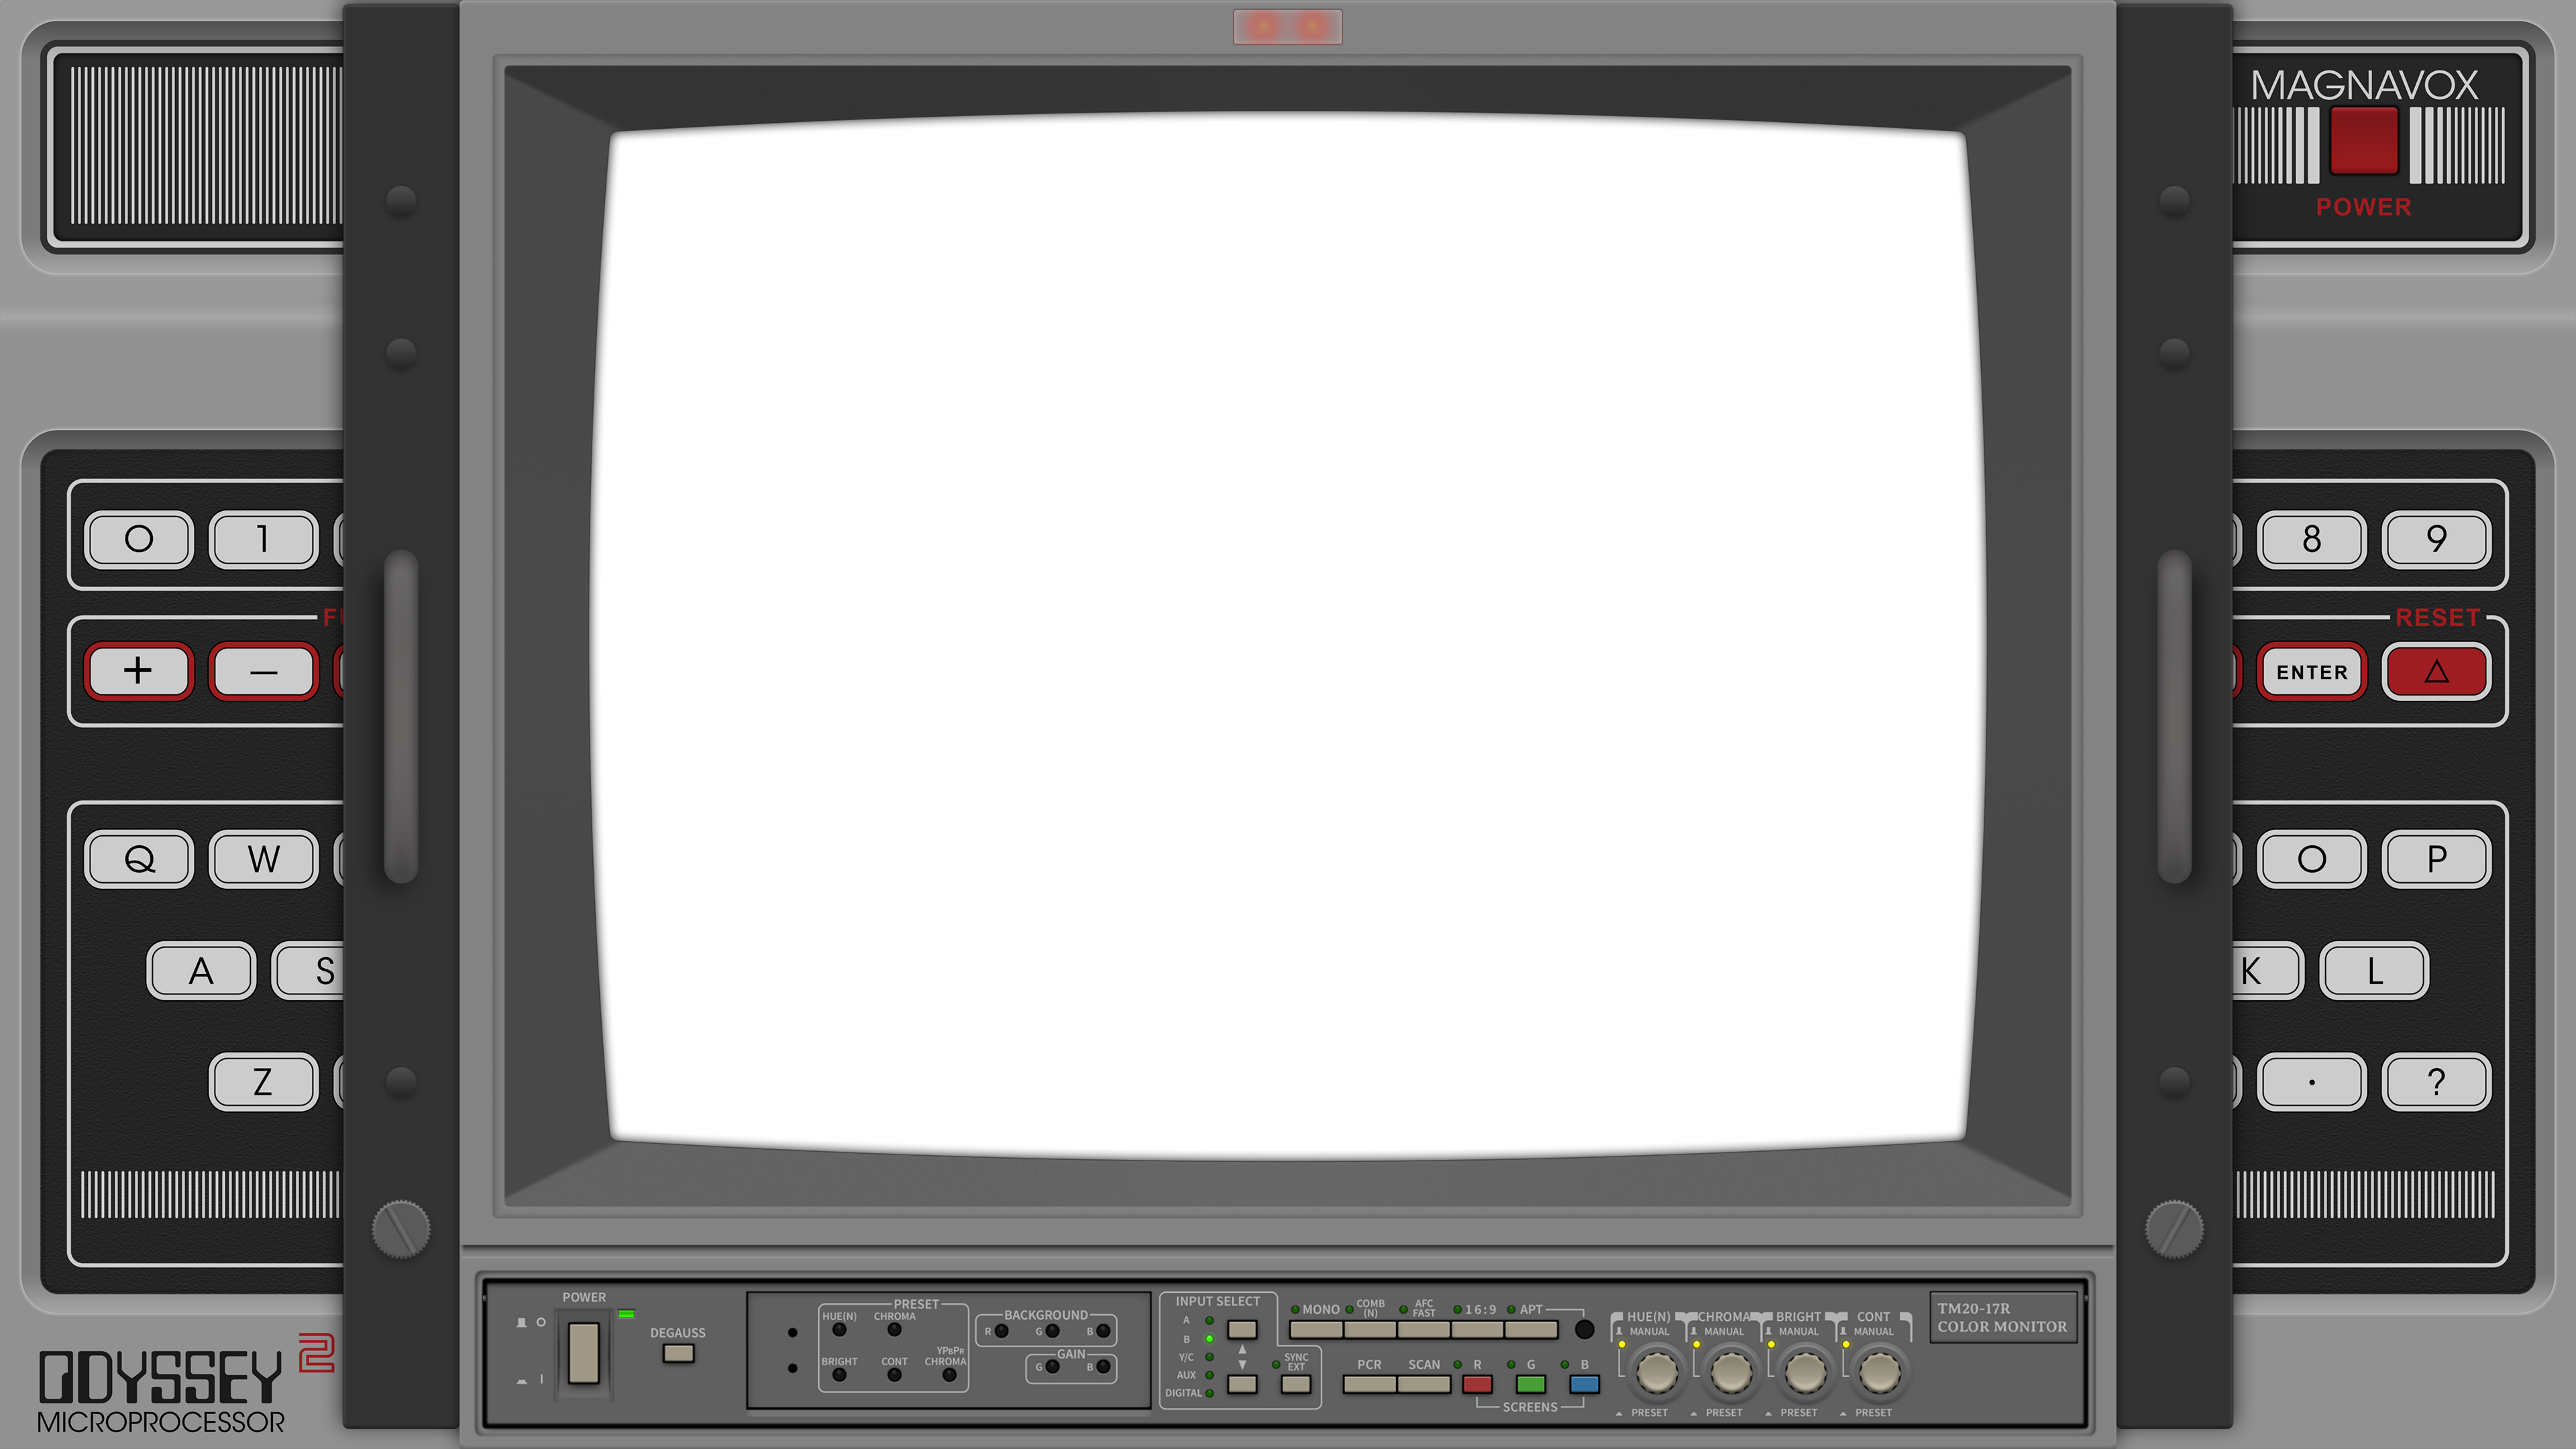 MAGNAVOX
POWER
0 1
8 9
RESET
+ −
ENTER
Q W
O P
A S
K L
Z
. ?
ODYSSEY 2
MICROPROCESSOR
POWER
DEGAUSS
PRESET
HUE(N) CHROMA
BRIGHT CONT YPBPR CHROMA
BACKGROUND
R G B
GAIN
G B
INPUT SELECT
A
B
Y/C
AUX
DIGITAL
SYNC EXT
MONO COMB (N) AFC FAST 16:9 APT
PCR SCAN R G B
SCREENS
HUE(N) CHROMA BRIGHT CONT
MANUAL MANUAL MANUAL MANUAL
PRESET PRESET PRESET PRESET
TM20-17R
COLOR MONITOR